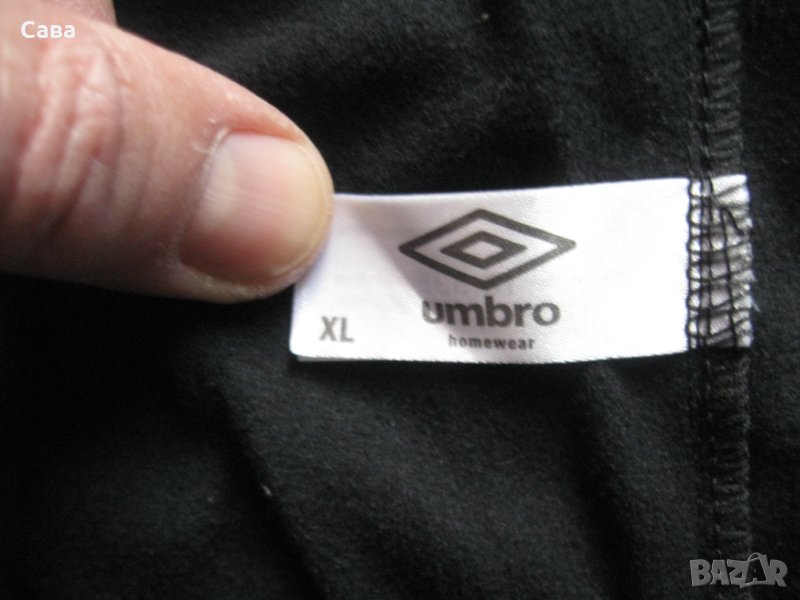 Сава
XL
umbro
homewear
BAZAR